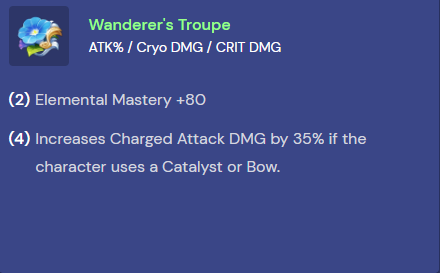 Wanderer's Troupe
ATK% / Cryo DMG / CRIT DMG
(2) Elemental Mastery +80
(4) Increases Charged Attack DMG by 35% if the
character uses a Catalyst or Bow.